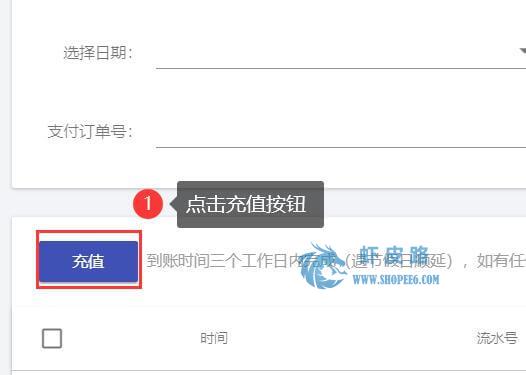 选择日期：
支付订单号：
1 点击充值按钮
充值 到账时间三个工作日内完成（遇节假日顺延），如有任
虾皮路
WWW.SHOPEE6.COM
时间 流水号